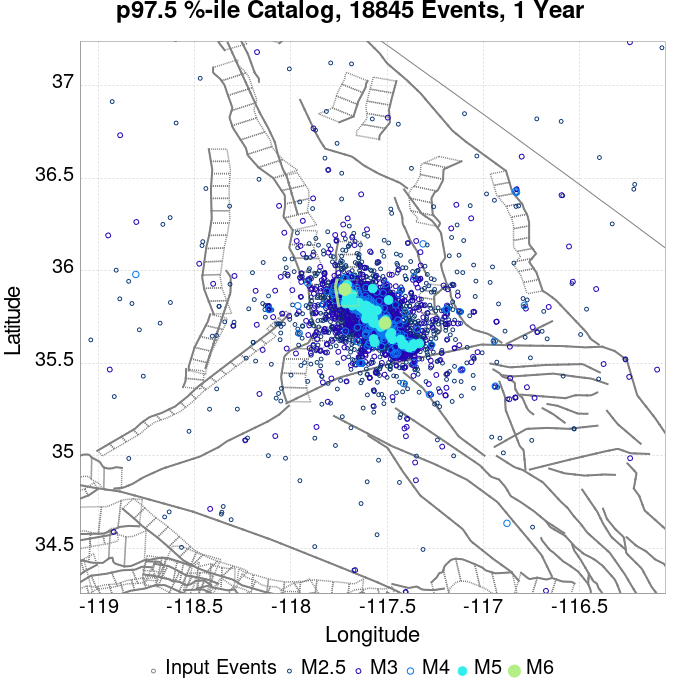 p97.5 %-ile Catalog, 18845 Events, 1 Year
37
36.5
36
35.5
35
34.5
Latitude
-119
-118.5
-118
-117.5
-117
-116.5
Longitude
Input Events
M2.5
M3
M4
M5
M6